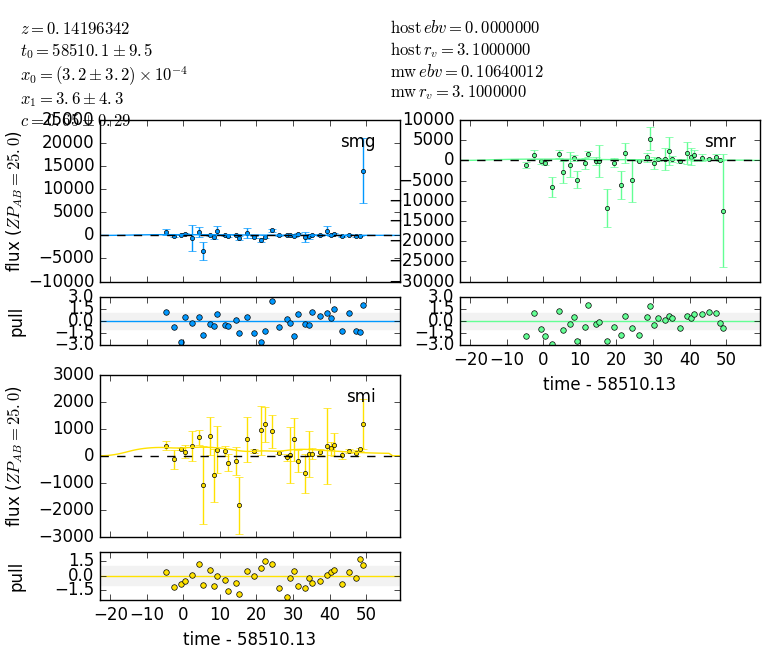 z = 0.14196342
t0 = 58510.1 ± 9.5
x0 = (3.2 ± 3.2) × 10^-4
x1 = 3.6 ± 4.3
host ebv = 0.0000000
host r_v = 3.1000000
mw ebv = 0.10640012
mw r_v = 3.1000000
25000
20000
15000
10000
5000
0
−5000
−10000
flux (ZP_AB = 25.0)
smg
10000
5000
0
−5000
−10000
−15000
−20000
−25000
−30000
smr
3.0
1.5
0.0
−1.5
−3.0
pull
3.0
1.5
0.0
−1.5
−3.0
−20 −10 0 10 20 30 40 50
time - 58510.13
3000
2000
1000
0
−1000
−2000
−3000
flux (ZP_AB = 25.0)
smi
1.5
0.0
−1.5
pull
−20 −10 0 10 20 30 40 50
time - 58510.13